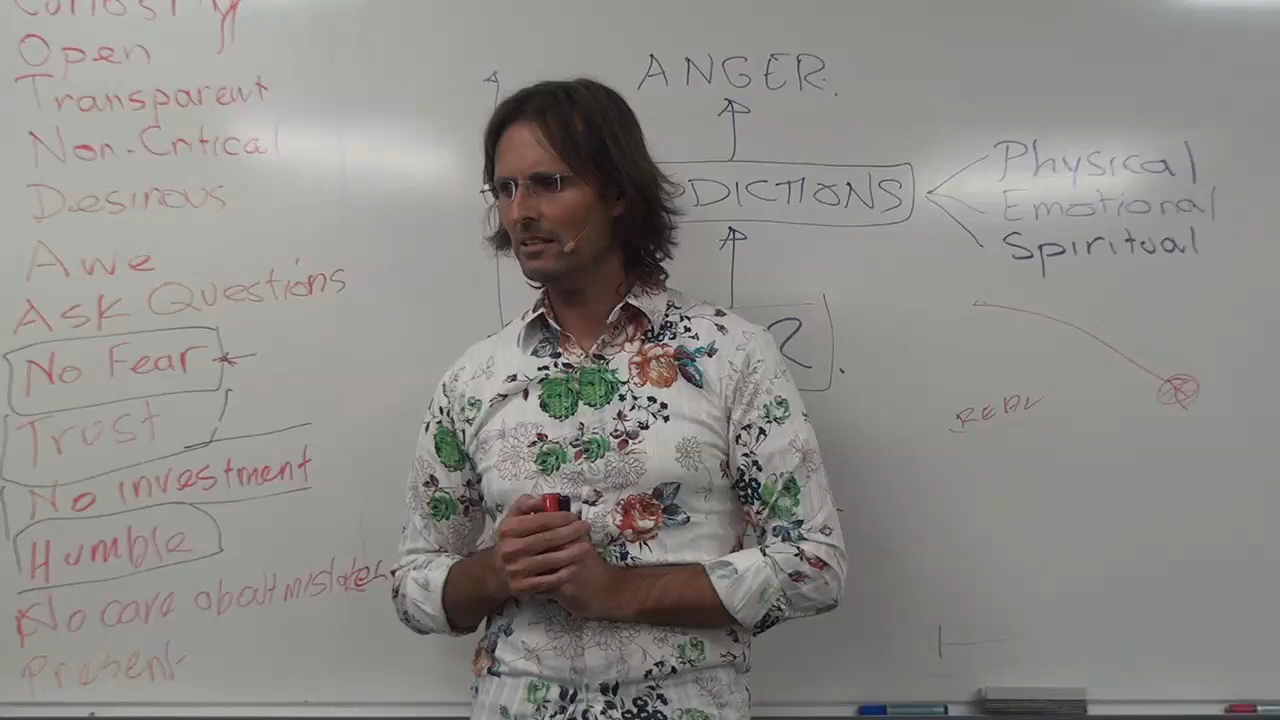 Curiosity
Open
Transparent
Non-Critical
Desirous
Awe
Ask Questions
No Fear
Trust
No investment
Humble
No care about mistakes
Present
ANGER.
DICTIONS
Physical
Emotional
Spiritual
REAL